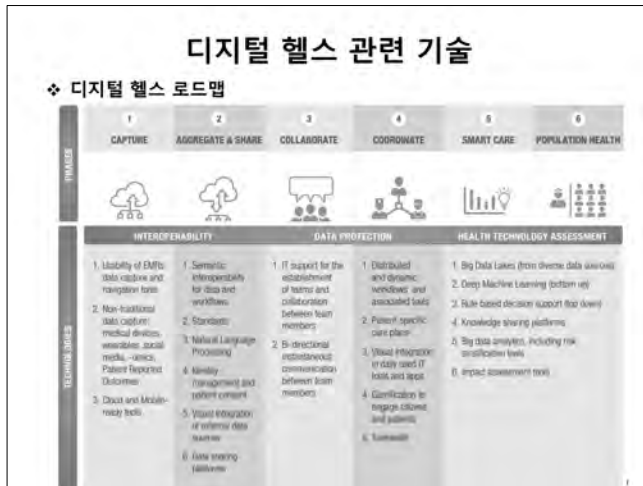 디지털 헬스 관련 기술
❖ 디지털 헬스 로드맵
PHASES
1
CAPTURE
2
AGGREGATE & SHARE
3
COLLABORATE
4
COORDINATE
5
SMART CARE
6
POPULATION HEALTH
INTEROPERABILITY
DATA PROTECTION
HEALTH TECHNOLOGY ASSESSMENT
TECHNOLOGIES
1. Usability of EMRs:
data capture and
navigation tools
2. Non-traditional
data capture:
medical devices,
wearables, social
media, -omics,
Patient Reported
Outcomes
3. Cloud and Mobile-
ready tools
1. Semantic
interoperability
for data and
workflows
2. Standards
3. Natural Language
Processing
4. Identity
management and
patient consent
5. Visual integration
of external data
sources
6. Data sharing
platforms
1. IT support for the
establishment
of teams and
collaboration
between team
members
2. Bi-directional
instantaneous
communication
between team
members
1. Distributed
and dynamic
workflows and
associated tools
2. Patient specific
care plans
3. Visual integration
in daily used IT
tools and apps
4. Gamification to
engage citizens
and patients
5. Telehealth
1. Big Data Lakes (from diverse data sources)
2. Deep Machine Learning (bottom up)
3. Rule based decision support (top down)
4. Knowledge sharing platforms
5. Big data analytics, including risk
stratification tools
6. Impact assessment tools